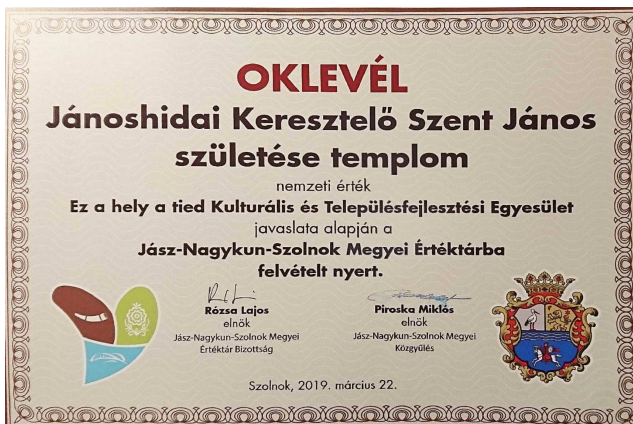 OKLEVÉL
Jánoshidai Keresztelő Szent János
születése templom
nemzeti érték
Ez a hely a tied Kulturális és Településfejlesztési Egyesület
javaslata alapján a
Jász-Nagykun-Szolnok Megyei Értéktárba
felvételt nyert.
Rózsa Lajos
elnök
Jász-Nagykun-Szolnok Megyei
Értéktár Bizottság
Piroska Miklós
elnök
Jász-Nagykun-Szolnok Megyei
Közgyűlés
Szolnok, 2019. március 22.